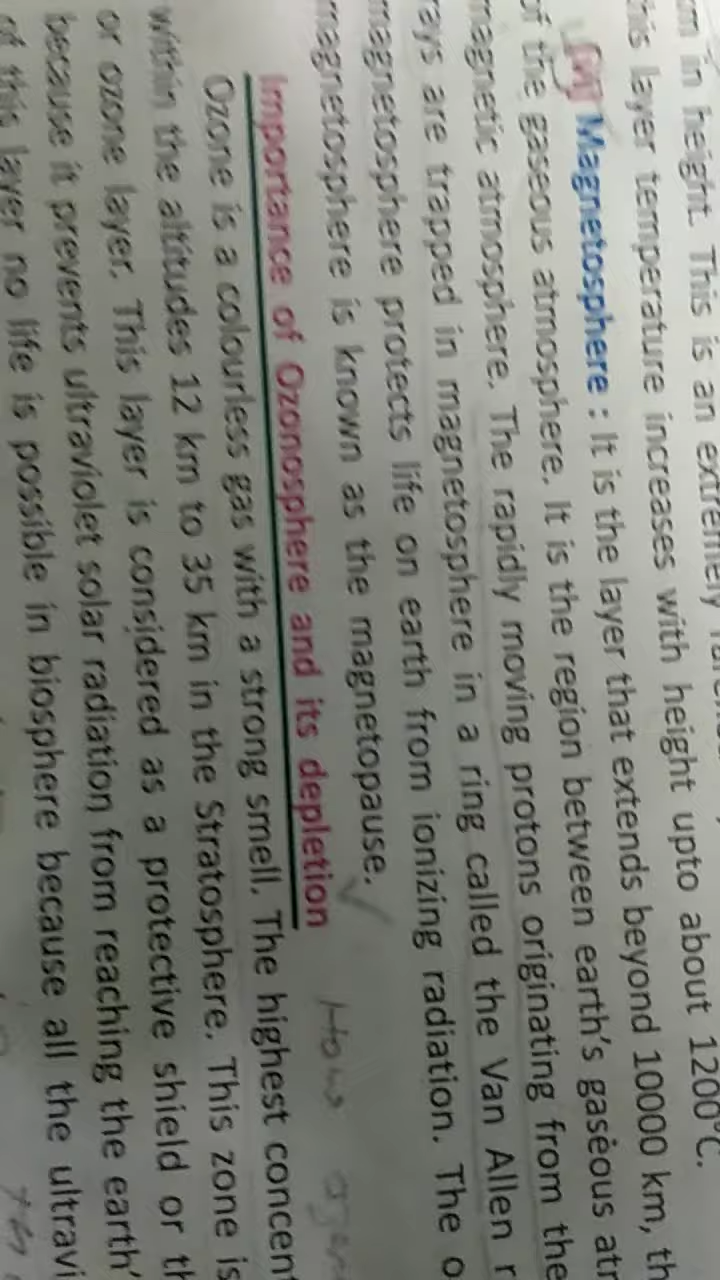 in height. This is an extremely
his layer temperature increases with height upto about 1200°C.
Magnetosphere : It is the layer that extends beyond 10000 km, th
of the gaseous atmosphere. It is the region between earth's gaseous atr
magnetic atmosphere. The rapidly moving protons originating from the
rays are trapped in magnetosphere in a ring called the Van Allen r
magnetosphere protects life on earth from ionizing radiation. The o
magnetosphere is known as the magnetopause.
Importance of Ozonosphere and its depletion
How
Ozone is a colourless gas with a strong smell. The highest concent
within the altitudes 12 km to 35 km in the Stratosphere. This zone is
or ozone layer. This layer is considered as a protective shield or th
because it prevents ultraviolet solar radiation from reaching the earth'
of this layer no life is possible in biosphere because all the ultravi